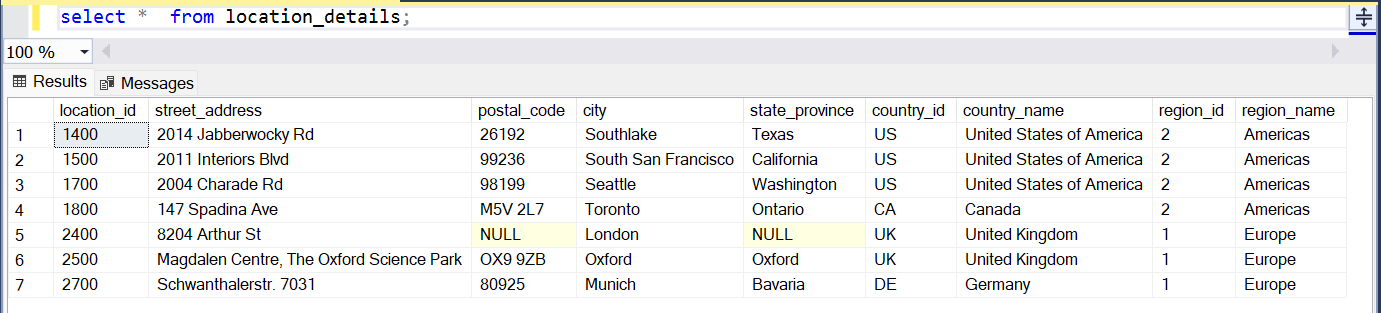 select *  from location_details;
100 %
Results Messages
location_id street_address postal_code city state_province country_id country_name region_id region_name
1 1400 2014 Jabberwocky Rd 26192 Southlake Texas US United States of America 2 Americas
2 1500 2011 Interiors Blvd 99236 South San Francisco California US United States of America 2 Americas
3 1700 2004 Charade Rd 98199 Seattle Washington US United States of America 2 Americas
4 1800 147 Spadina Ave M5V 2L7 Toronto Ontario CA Canada 2 Americas
5 2400 8204 Arthur St NULL London NULL UK United Kingdom 1 Europe
6 2500 Magdalen Centre, The Oxford Science Park OX9 9ZB Oxford Oxford UK United Kingdom 1 Europe
7 2700 Schwanthalerstr. 7031 80925 Munich Bavaria DE Germany 1 Europe